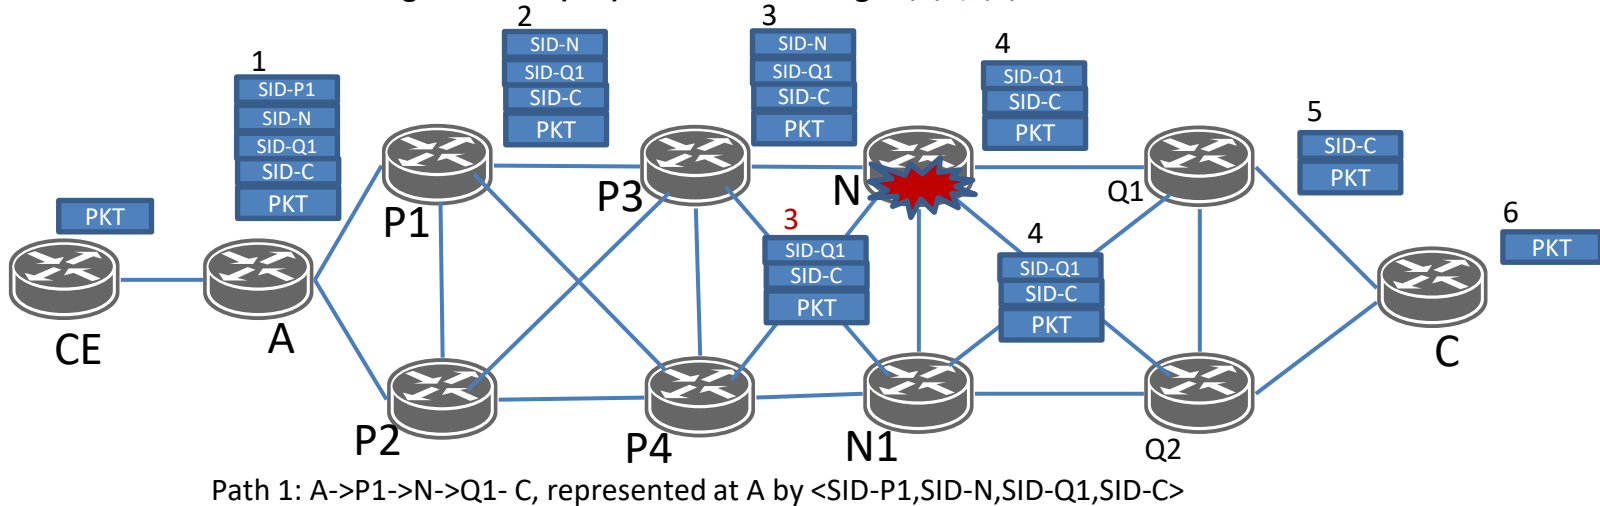 2
3
SID-N
SID-Q1
SID-C
PKT
SID-N
SID-Q1
SID-C
PKT
4
SID-Q1
SID-C
PKT
1
SID-P1
SID-N
SID-Q1
SID-C
PKT
5
SID-C
PKT
PKT
P1
P3
N
Q1
3
SID-Q1
SID-C
PKT
4
SID-Q1
SID-C
PKT
6
PKT
CE
A
C
P2
P4
N1
Q2
Path 1: A->P1->N->Q1- C, represented at A by <SID-P1,SID-N,SID-Q1,SID-C>